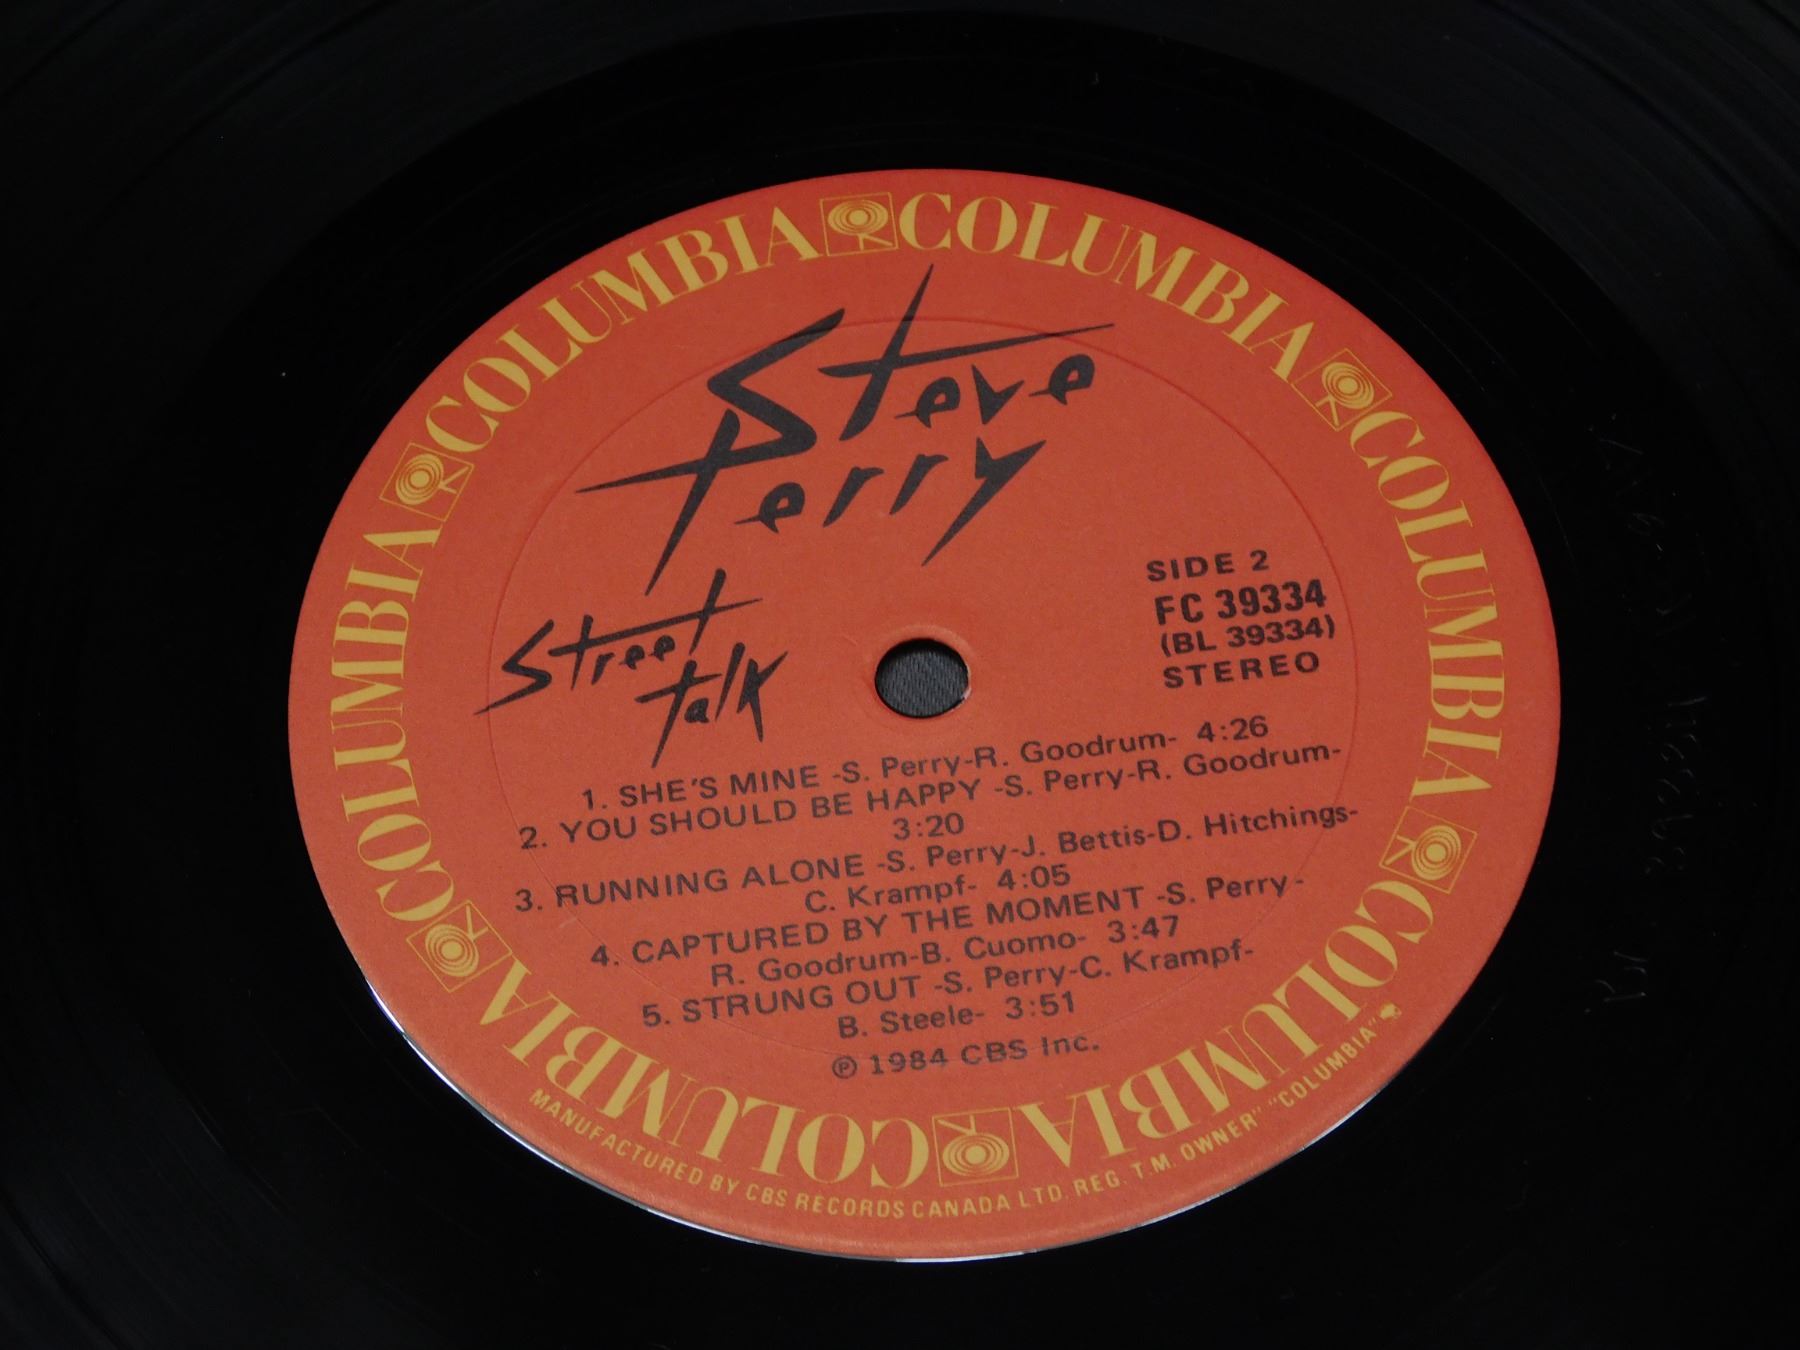 COLUMBIA COLUMBIA COLUMBIA COLUMBIA COLUMBIA COLUMBIA
Steve
Perry
Street
Talk
SIDE 2
FC 39334
(BL 39334)
STEREO
1. SHE'S MINE -S. Perry-R. Goodrum- 4:26
2. YOU SHOULD BE HAPPY -S. Perry-R. Goodrum-
3:20
3. RUNNING ALONE -S. Perry-J. Bettis-D. Hitchings-
C. Krampf- 4:05
4. CAPTURED BY THE MOMENT -S. Perry-
R. Goodrum-B. Cuomo- 3:47
5. STRUNG OUT -S. Perry-C. Krampf-
B. Steele- 3:51
℗ 1984 CBS Inc.
MANUFACTURED BY CBS RECORDS CANADA LTD. REG. T.M. OWNER" "COLUMBIA"